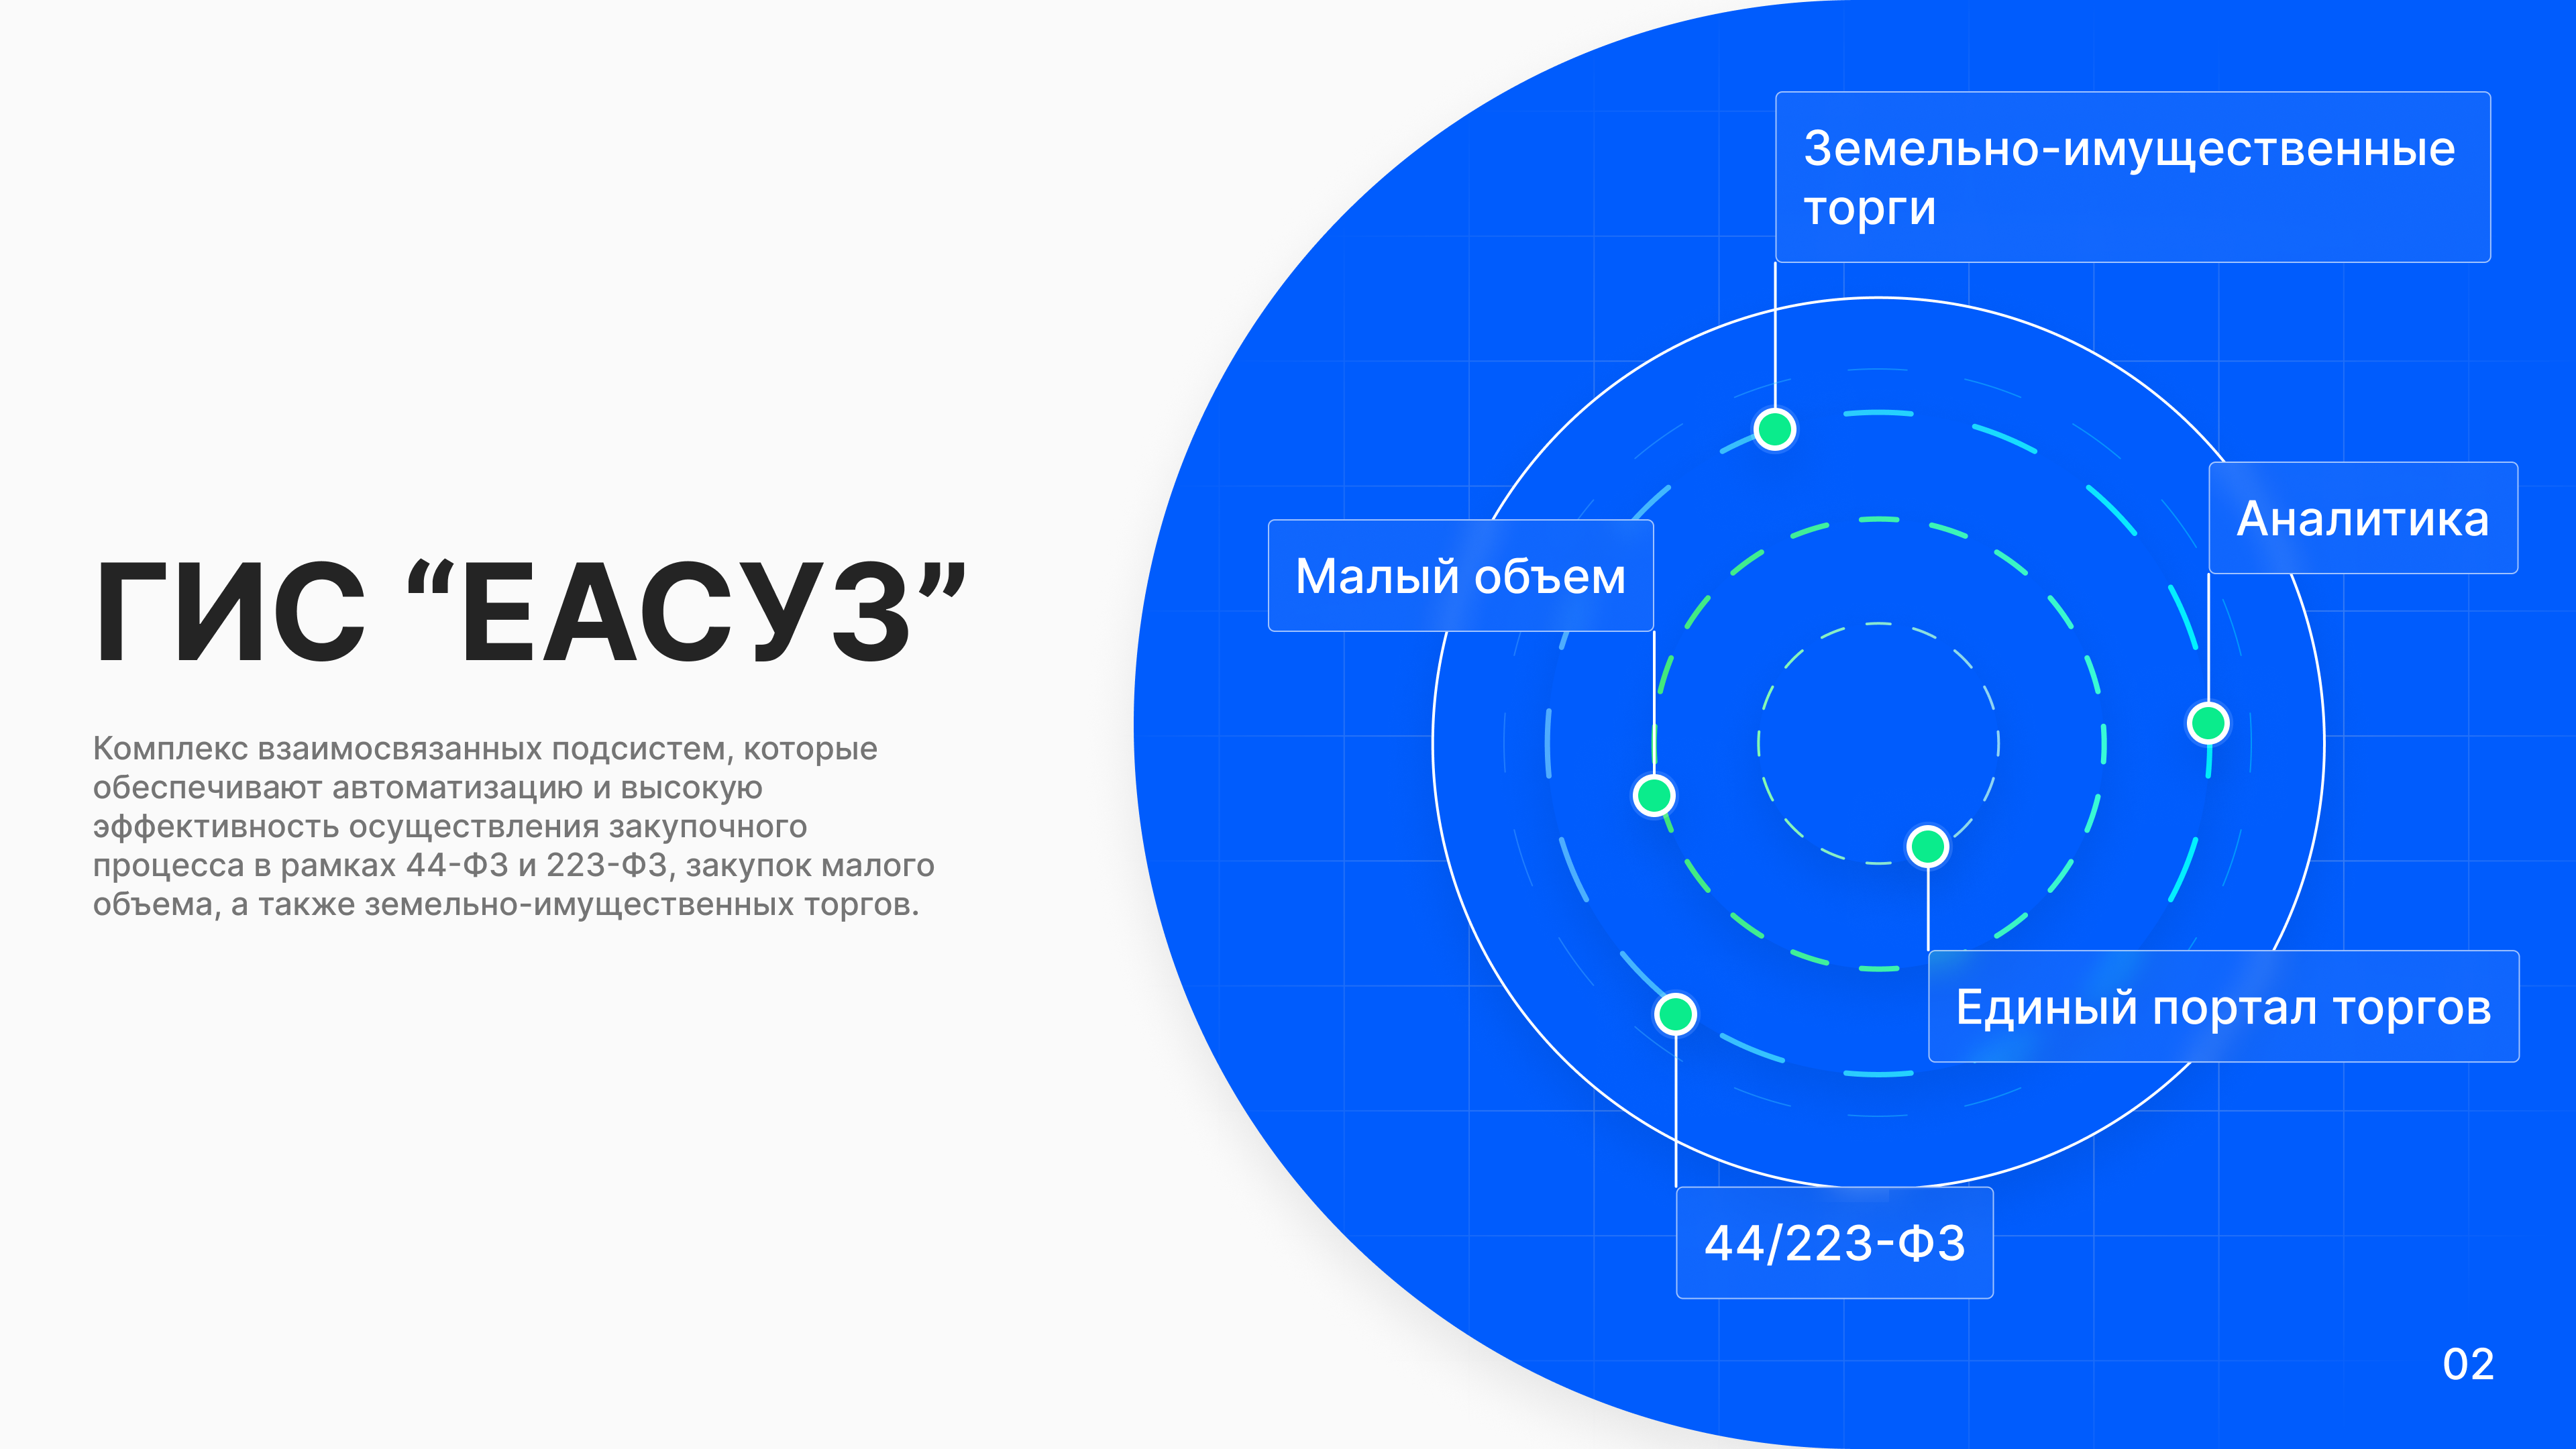 ГИС “ЕАСУЗ”
Комплекс взаимосвязанных подсистем, которые
обеспечивают автоматизацию и высокую
эффективность осуществления закупочного
процесса в рамках 44-ФЗ и 223-ФЗ, закупок малого
объема, а также земельно-имущественных торгов.
Земельно-имущественные
торги
Аналитика
Малый объем
Единый портал торгов
44/223-ФЗ
02